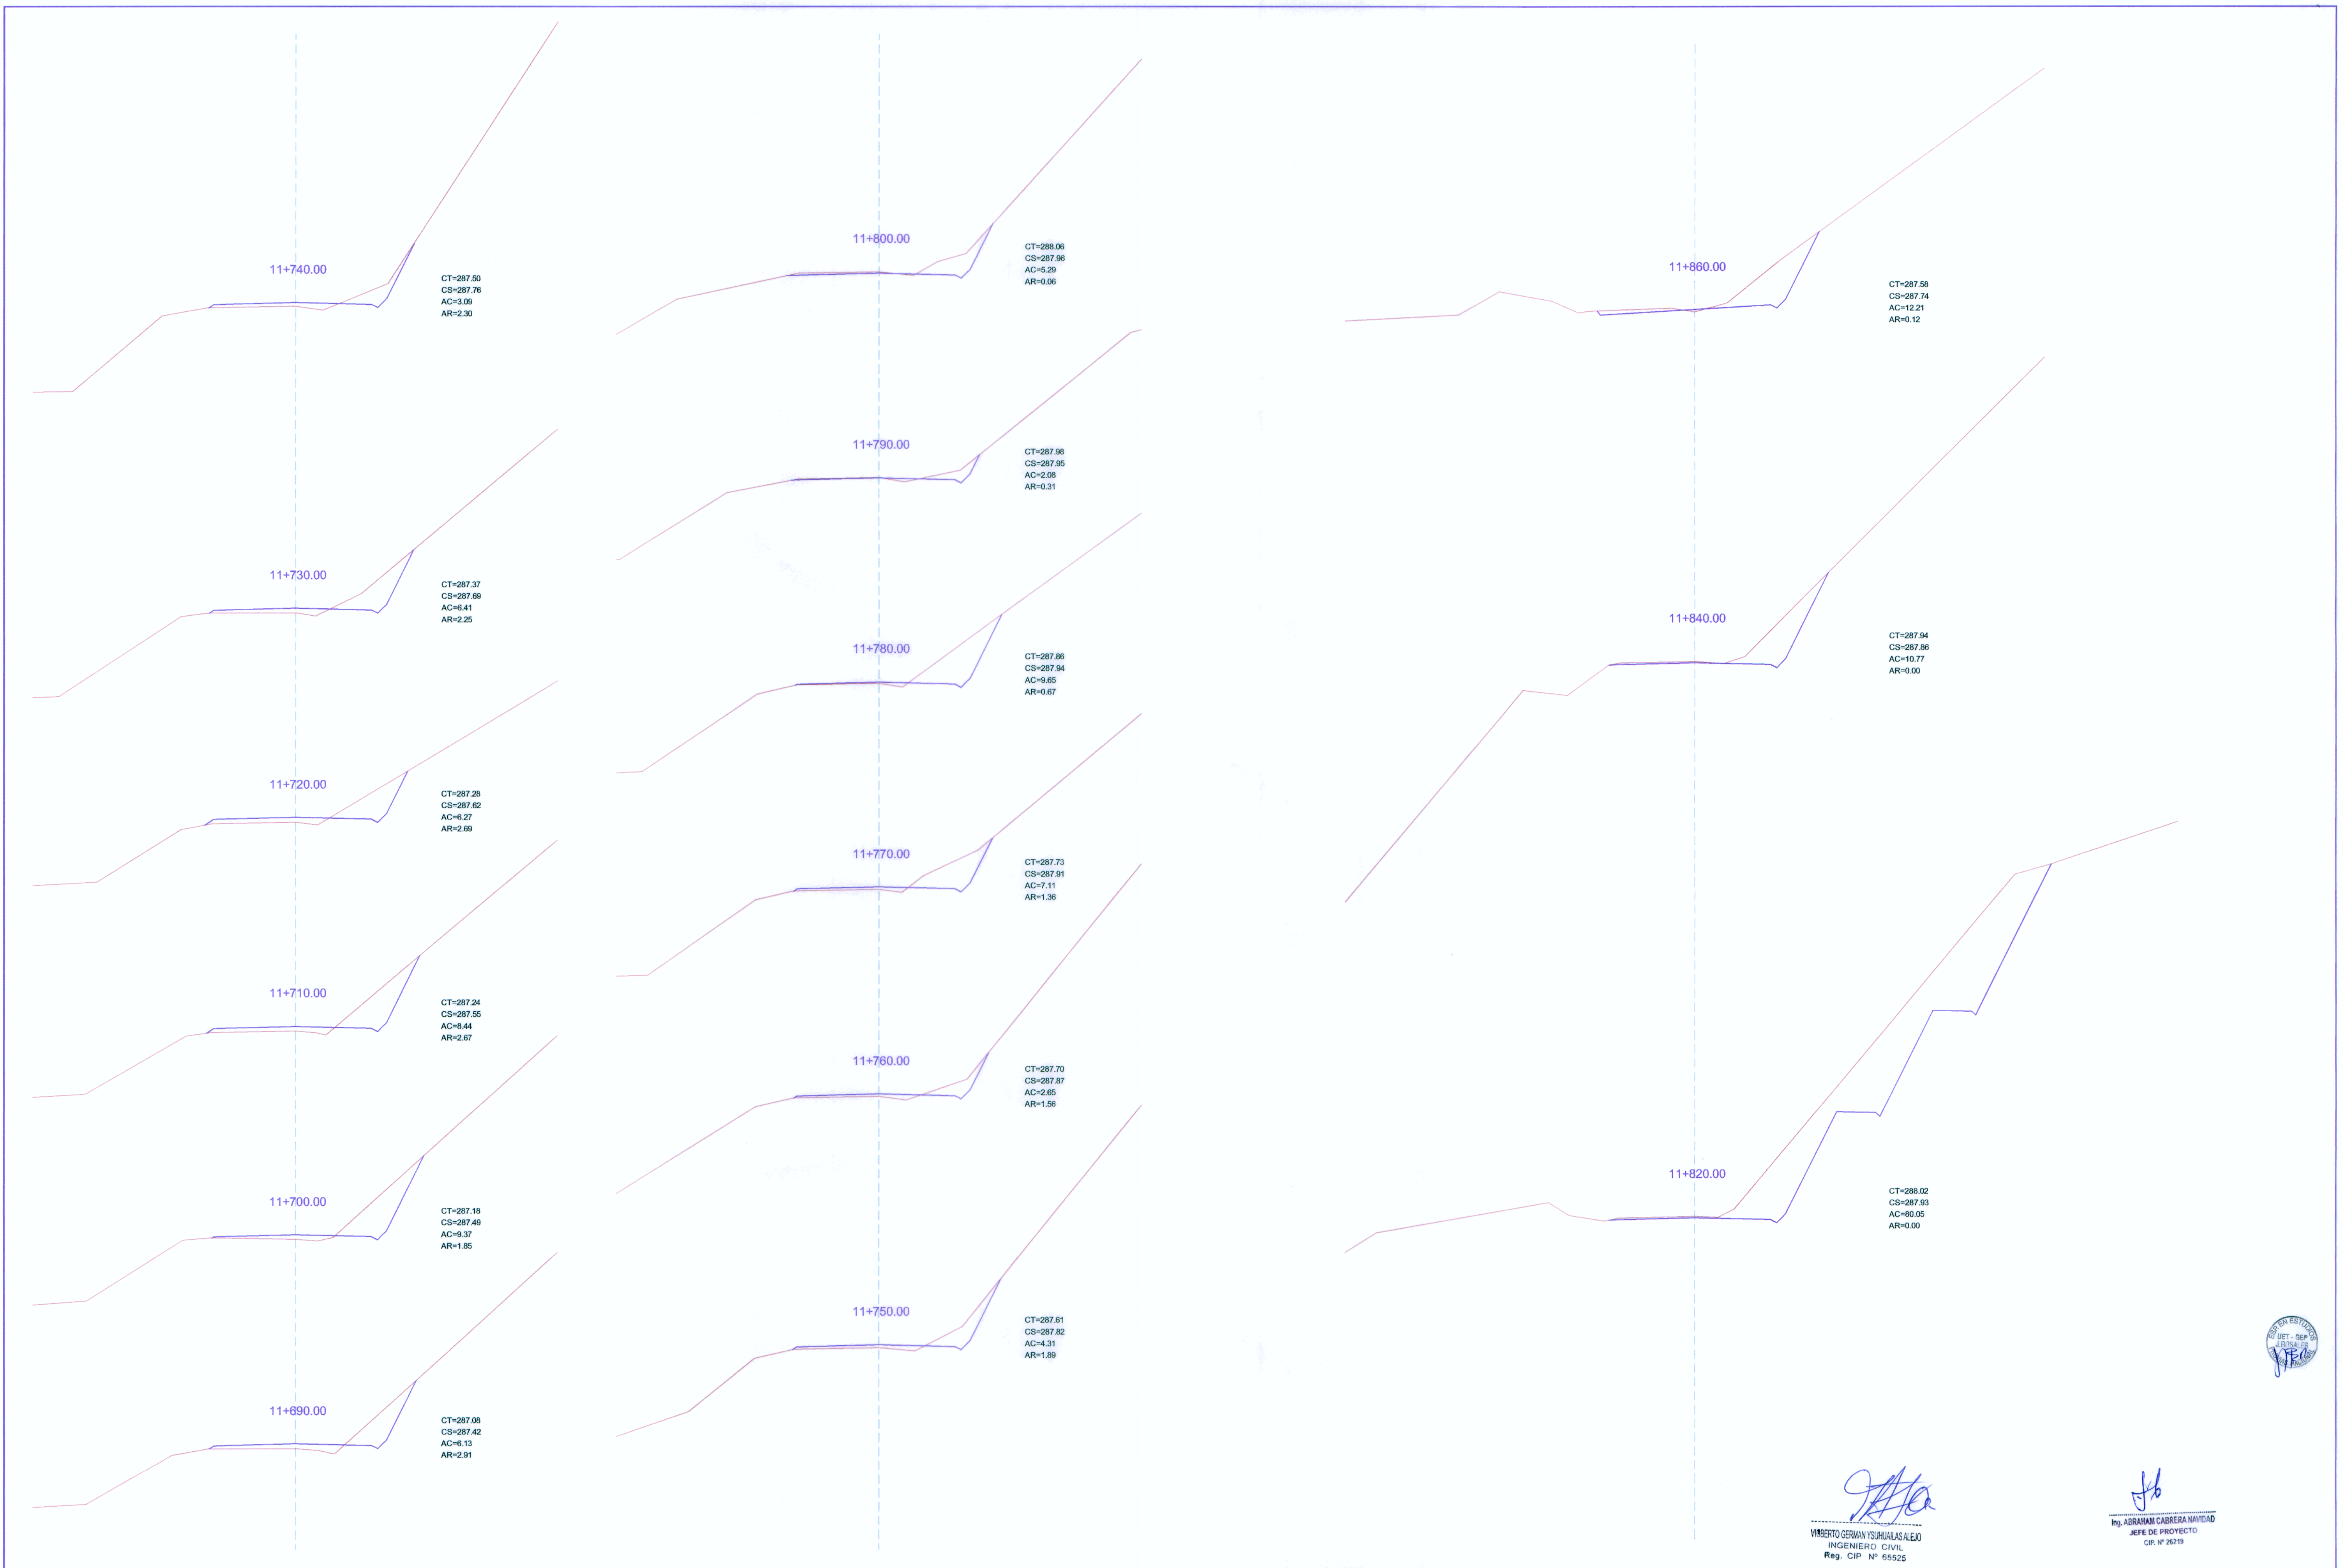 11+740.00
CT=287.50
CS=287.76
AC=3.09
AR=2.30
11+730.00
CT=287.37
CS=287.69
AC=6.41
AR=2.25
11+720.00
CT=287.28
CS=287.62
AC=6.27
AR=2.69
11+710.00
CT=287.24
CS=287.55
AC=8.44
AR=2.67
11+700.00
CT=287.18
CS=287.49
AC=9.37
AR=1.85
11+690.00
CT=287.08
CS=287.42
AC=6.13
AR=2.91
11+800.00
CT=288.06
CS=287.96
AC=5.29
AR=0.06
11+790.00
CT=287.98
CS=287.95
AC=2.08
AR=0.31
11+780.00
CT=287.86
CS=287.94
AC=9.65
AR=0.67
11+770.00
CT=287.73
CS=287.91
AC=7.11
AR=1.36
11+760.00
CT=287.70
CS=287.87
AC=2.65
AR=1.56
11+750.00
CT=287.61
CS=287.82
AC=4.31
AR=1.89
11+860.00
CT=287.58
CS=287.74
AC=12.21
AR=0.12
11+840.00
CT=287.94
CS=287.86
AC=10.77
AR=0.00
11+820.00
CT=288.02
CS=287.93
AC=80.05
AR=0.00
EN ESTUDIOS
UET - GEP
J.ROSALES
GERMAN YSUHUAILAS ALEJO
INGENIERO CIVIL
Reg. CIP Nº 65525
Ing. ABRAHAM CABRERA NAVIDAD
JEFE DE PROYECTO
CIP. Nº 26219